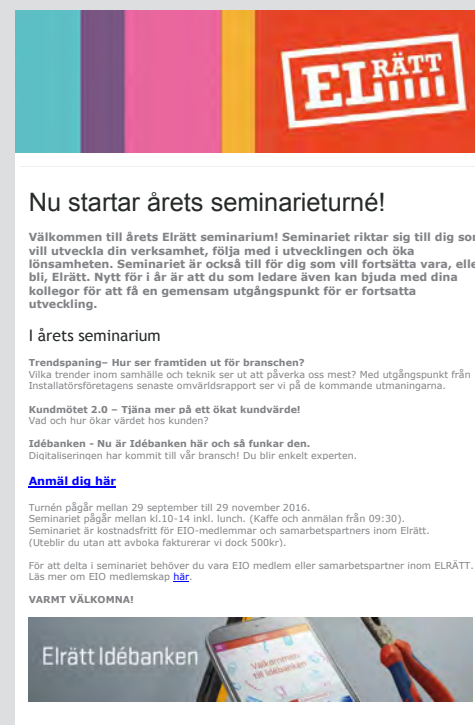 ELRÄTT
Nu startar årets seminarieturné!
Välkommen till årets Elrätt seminarium! Seminariet riktar sig till dig som
vill utveckla din verksamhet, följa med i utvecklingen och öka
lönsamheten. Seminariet är också till för dig som vill fortsätta vara, elle
bli, Elrätt. Nytt för i år är att du som ledare även kan bjuda med dina
kollegor för att få en gemensam utgångspunkt för er fortsatta
utveckling.
I årets seminarium
Trendspaning– Hur ser framtiden ut för branschen?
Vilka trender inom samhälle och teknik ser ut att påverka oss mest? Med utgångspunkt från
Installatörsföretagens senaste omvärldsrapport ser vi på de kommande utmaningarna.
Kundmötet 2.0 – Tjäna mer på ett ökat kundvärde!
Vad och hur ökar värdet hos kunden?
Idébanken - Nu är Idébanken här och så funkar den.
Digitaliseringen har kommit till vår bransch! Du blir enkelt experten.
Anmäl dig här
Turnén pågår mellan 29 september till 29 november 2016.
Seminariet pågår mellan kl.10-14 inkl. lunch. (Kaffe och anmälan från 09:30).
Seminariet är kostnadsfritt för EIO-medlemmar och samarbetspartners inom Elrätt.
(Uteblir du utan att avboka fakturerar vi dock 500kr).
För att delta i seminariet behöver du vara EIO medlem eller samarbetspartner inom ELRÄTT.
Läs mer om EIO medlemskap här.
VARMT VÄLKOMNA!
Elrätt Idébanken
Välkommen
till Idébanken